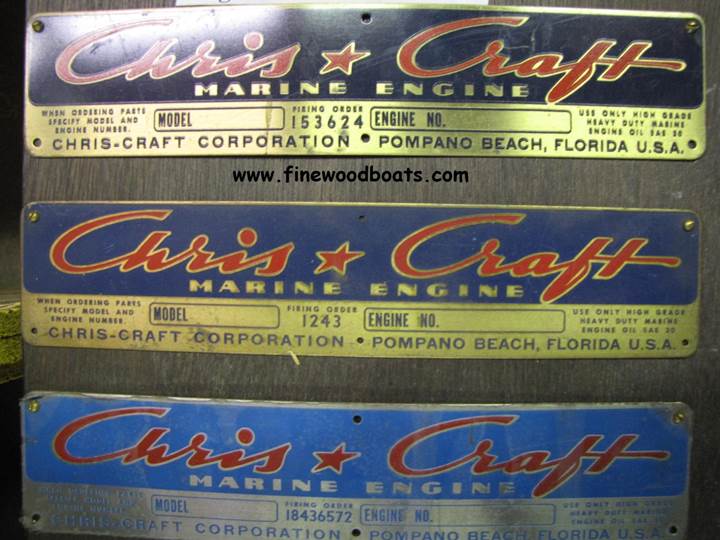 Chris ★ Craft
MARINE ENGINE
WHEN ORDERING PARTS
SPECIFY MODEL AND
ENGINE NUMBER.
MODEL
FIRING ORDER
153624
ENGINE NO.
USE ONLY HIGH GRADE
HEAVY DUTY MARINE
ENGINE OIL SAE 30
CHRIS-CRAFT CORPORATION • POMPANO BEACH, FLORIDA U.S.A.
www.finewoodboats.com
Chris ★ Craft
MARINE ENGINE
WHEN ORDERING PARTS
SPECIFY MODEL AND
ENGINE NUMBER.
MODEL
FIRING ORDER
1243
ENGINE NO.
USE ONLY HIGH GRADE
HEAVY DUTY MARINE
ENGINE OIL SAE 30
CHRIS-CRAFT CORPORATION • POMPANO BEACH, FLORIDA U.S.A.
Chris ★ Craft
MARINE ENGINE
MODEL
FIRING ORDER
18436572
ENGINE NO.
USE ONLY HIGH GRADE
HEAVY DUTY MARINE
ENGINE OIL SAE 30
CHRIS-CRAFT CORPORATION POMPANO BEACH, FLORIDA U.S.A.